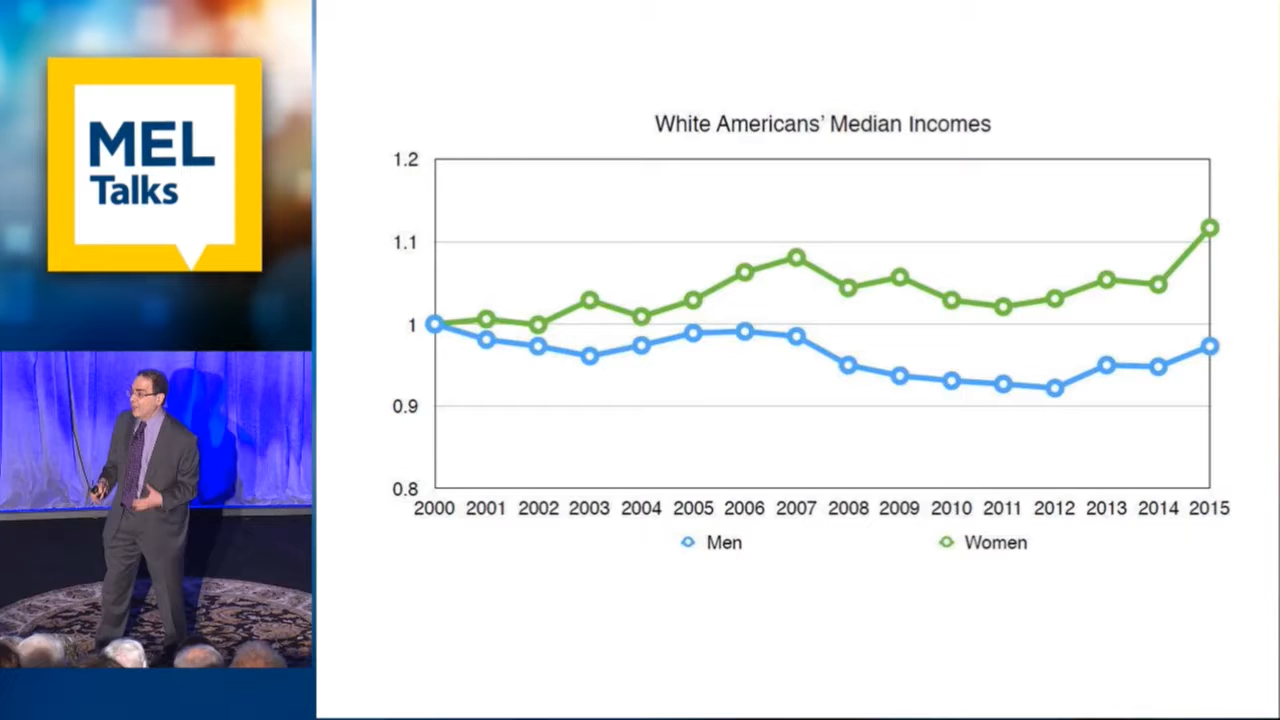 MEL
Talks
White Americans’ Median Incomes
1.2
1.1
1
0.9
0.8
2000 2001 2002 2003 2004 2005 2006 2007 2008 2009 2010 2011 2012 2013 2014 2015
Men Women